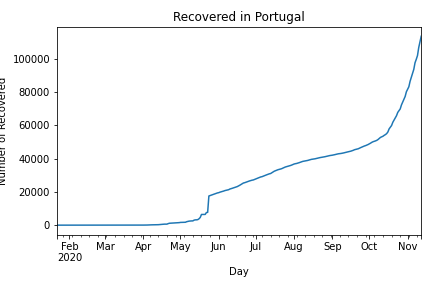 Recovered in Portugal
Number of Recovered
100000
80000
60000
40000
20000
0
Feb Mar Apr May Jun Jul Aug Sep Oct Nov
2020
Day